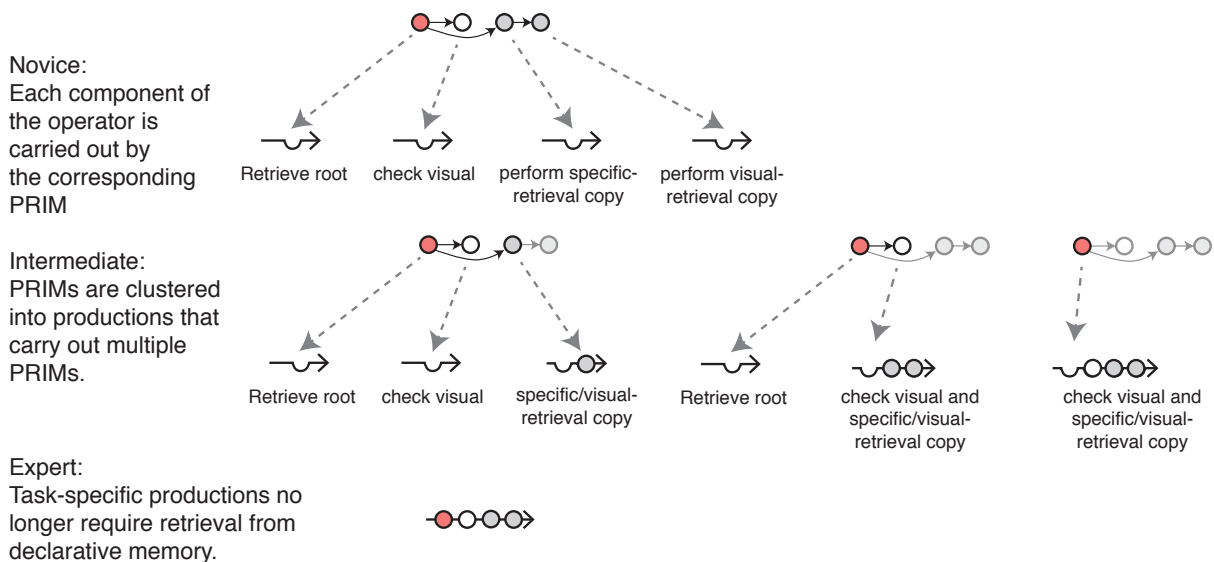 Novice:
Each component of
the operator is
carried out by
the corresponding
PRIM
Retrieve root
check visual
perform specific-
retrieval copy
perform visual-
retrieval copy
Intermediate:
PRIMs are clustered
into productions that
carry out multiple
PRIMs.
Retrieve root
check visual
specific/visual-
retrieval copy
Retrieve root
check visual and
specific/visual-
retrieval copy
check visual and
specific/visual-
retrieval copy
Expert:
Task-specific productions no
longer require retrieval from
declarative memory.